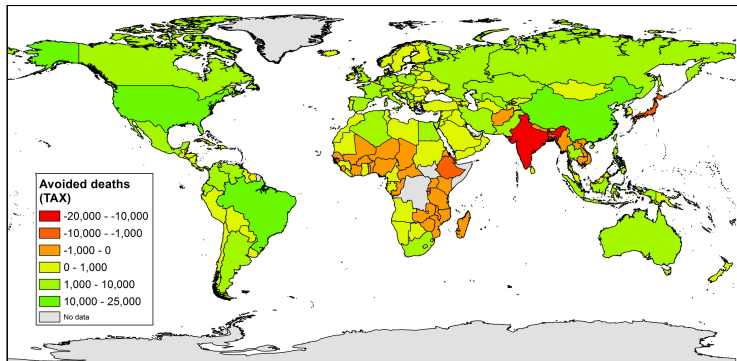 Avoided deaths
(TAX)
-20,000 - -10,000
-10,000 - -1,000
-1,000 - 0
0 - 1,000
1,000 - 10,000
10,000 - 25,000
No data